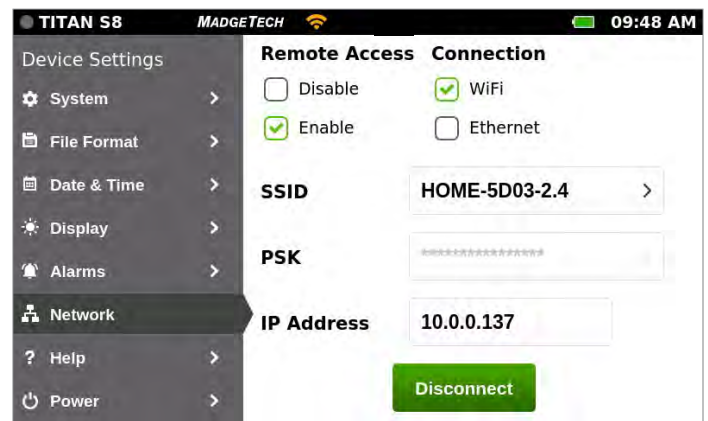 TITAN S8 MADGETECH 09:48 AM
Device Settings
System
File Format
Date & Time
Display
Alarms
Network
Help
Power
Remote Access Connection
Disable WiFi
Enable Ethernet
SSID HOME-5D03-2.4
PSK ****************
IP Address 10.0.0.137
Disconnect